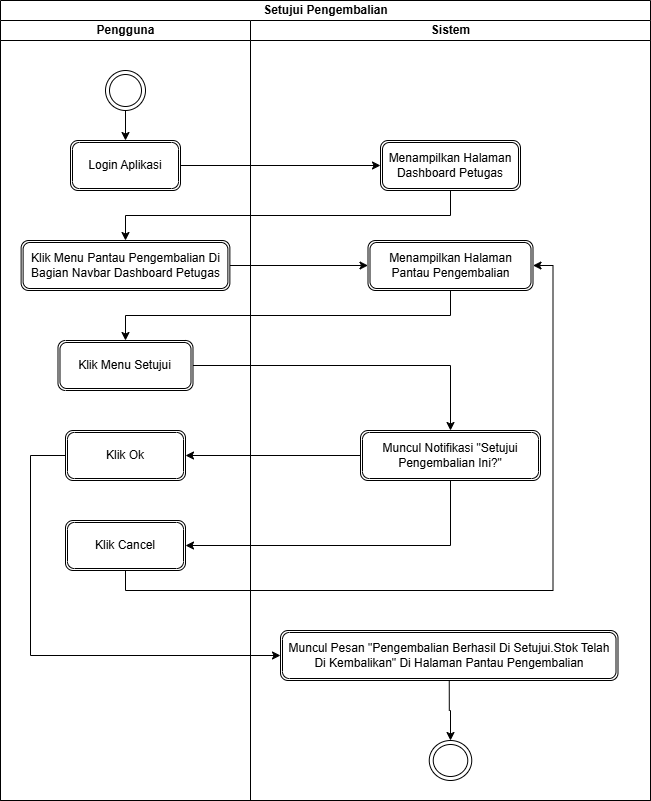 Setujui Pengembalian
Pengguna
Sistem
Login Aplikasi
Menampilkan Halaman
Dashboard Petugas
Klik Menu Pantau Pengembalian Di
Bagian Navbar Dashboard Petugas
Menampilkan Halaman
Pantau Pengembalian
Klik Menu Setujui
Muncul Notifikasi "Setujui
Pengembalian Ini?"
Klik Ok
Klik Cancel
Muncul Pesan "Pengembalian Berhasil Di Setujui.Stok Telah
Di Kembalikan" Di Halaman Pantau Pengembalian